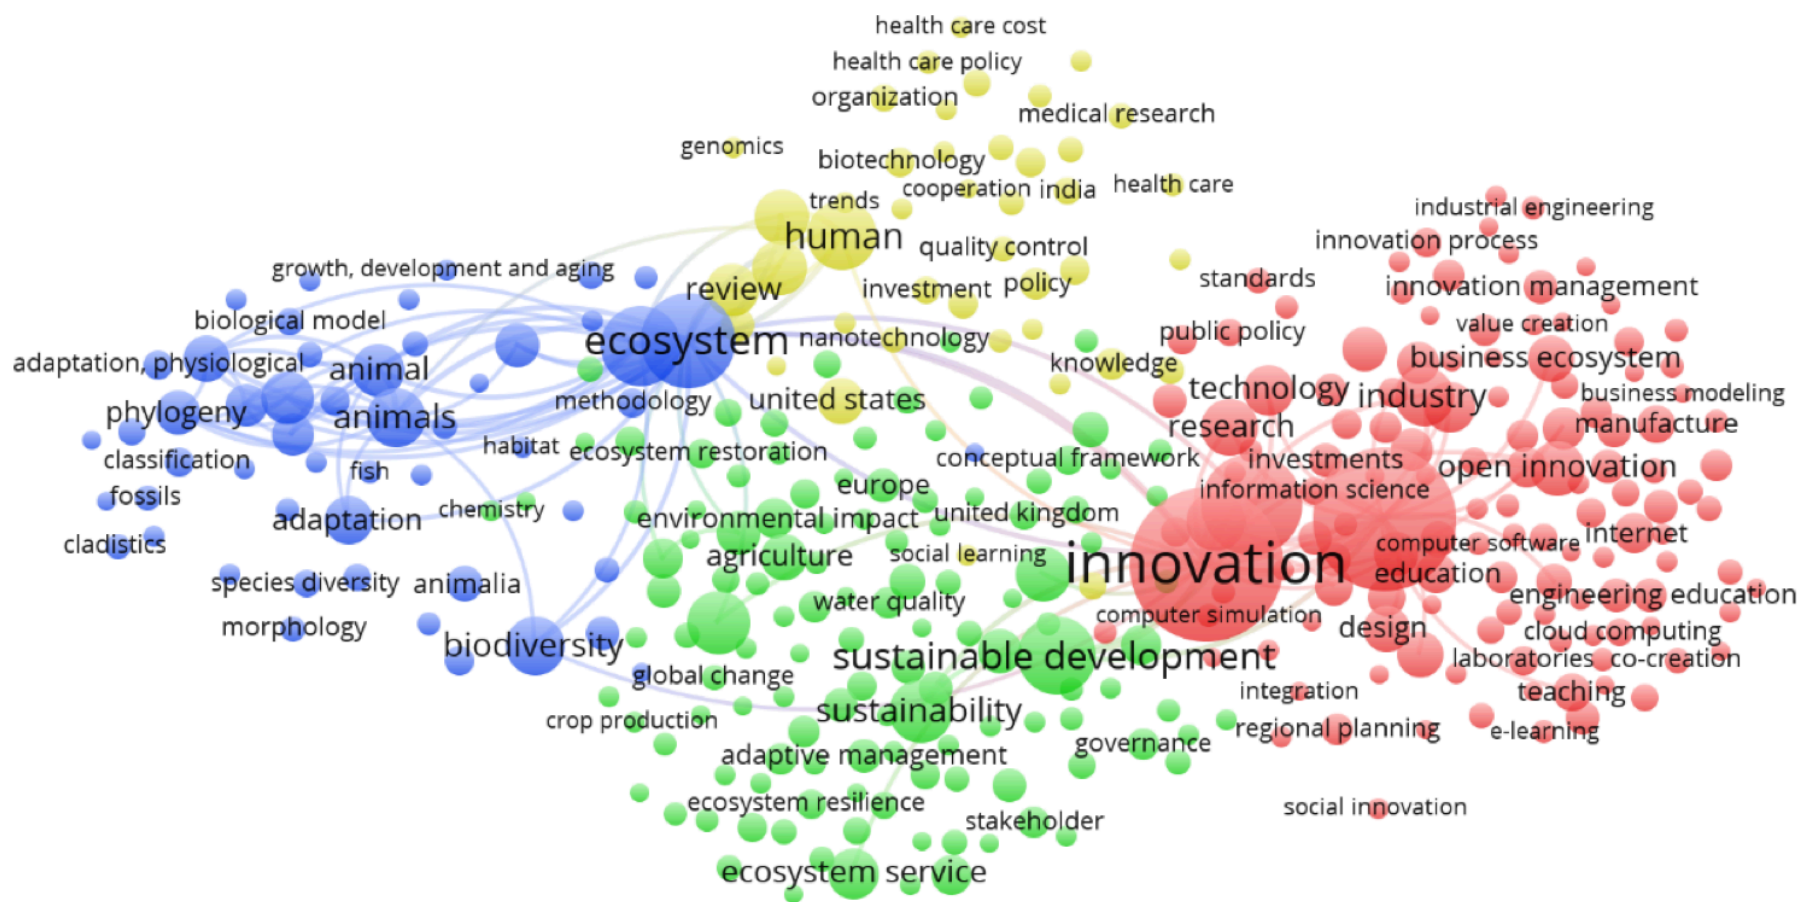 health care cost
health care policy
organization
medical research
genomics
biotechnology
cooperation
india
health care
trends
industrial engineering
human
quality control
innovation process
growth, development and aging
review
investment
policy
standards
innovation management
biological model
ecosystem
nanotechnology
public policy
value creation
adaptation, physiological
animal
knowledge
business ecosystem
phylogeny
animals
methodology
united states
technology
industry
business modeling
research
manufacture
classification
fish
habitat
ecosystem restoration
conceptual framework
investments
open innovation
fossils
europe
information science
adaptation
chemistry
environmental impact
united kingdom
cladistics
agriculture
social learning
innovation
computer software
internet
species diversity
animalia
water quality
education
engineering education
morphology
computer simulation
design
cloud computing
biodiversity
sustainable development
laboratories
co-creation
global change
integration
teaching
crop production
sustainability
governance
regional planning
e-learning
adaptive management
ecosystem resilience
stakeholder
social innovation
ecosystem service